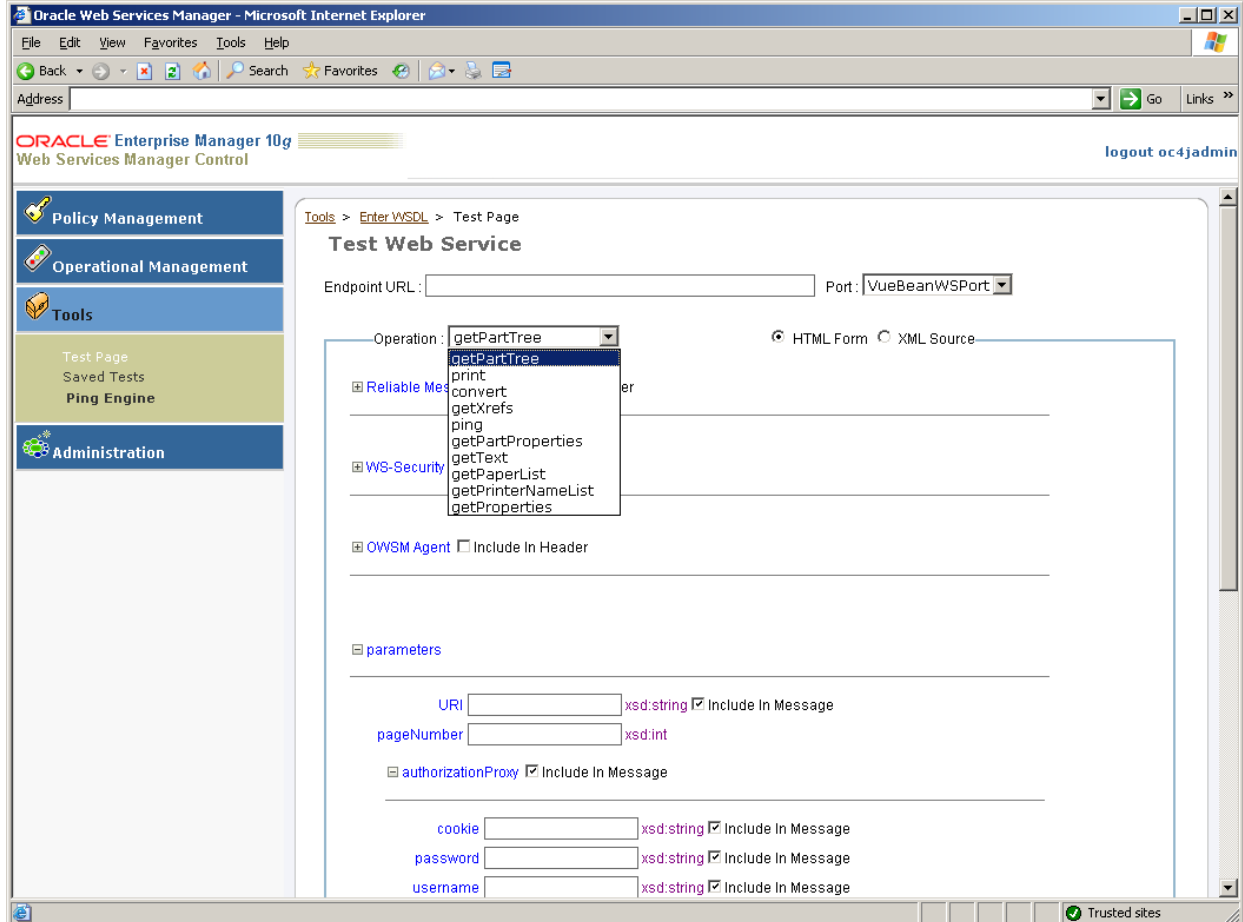 Oracle Web Services Manager - Microsoft Internet Explorer
File Edit View Favorites Tools Help
Back Search Favorites
Address Go Links »
ORACLE Enterprise Manager 10g
Web Services Manager Control
logout oc4jadmin
Policy Management
Operational Management
Tools
Test Page
Saved Tests
Ping Engine
Administration
Tools > Enter WSDL > Test Page
Test Web Service
Endpoint URL : Port : VueBeanWSPort
Operation : getPartTree HTML Form XML Source
getPartTree
print
convert
getXrefs
ping
getPartProperties
getText
getPaperList
getPrinterNameList
getProperties
Reliable Mes er
WS-Security
OWSM Agent Include In Header
parameters
URI xsd:string Include In Message
pageNumber xsd:int
authorizationProxy Include In Message
cookie xsd:string Include In Message
password xsd:string Include In Message
username xsd:string Include In Message
Trusted sites